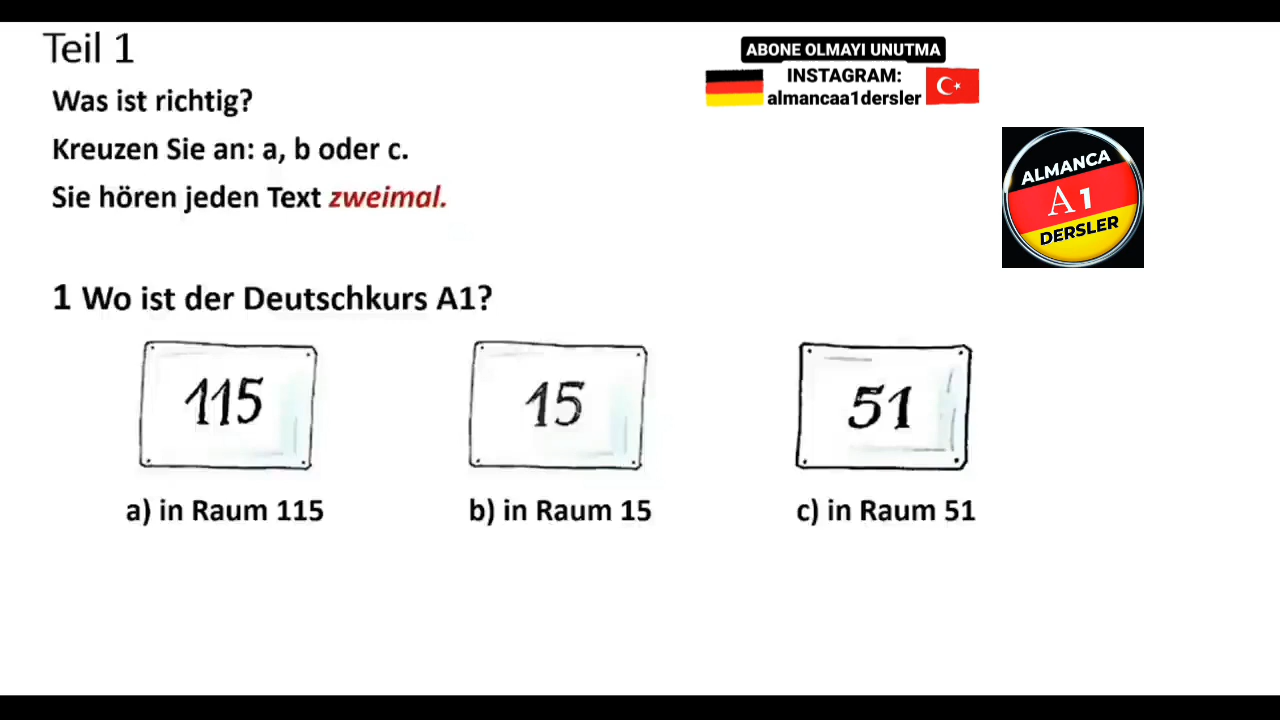 Teil 1
ABONE OLMAYI UNUTMA
INSTAGRAM:
almancaa1dersler
Was ist richtig?
Kreuzen Sie an: a, b oder c.
Sie hören jeden Text zweimal.
ALMANCA
A1
DERSLER
1 Wo ist der Deutschkurs A1?
115
15
51
a) in Raum 115
b) in Raum 15
c) in Raum 51